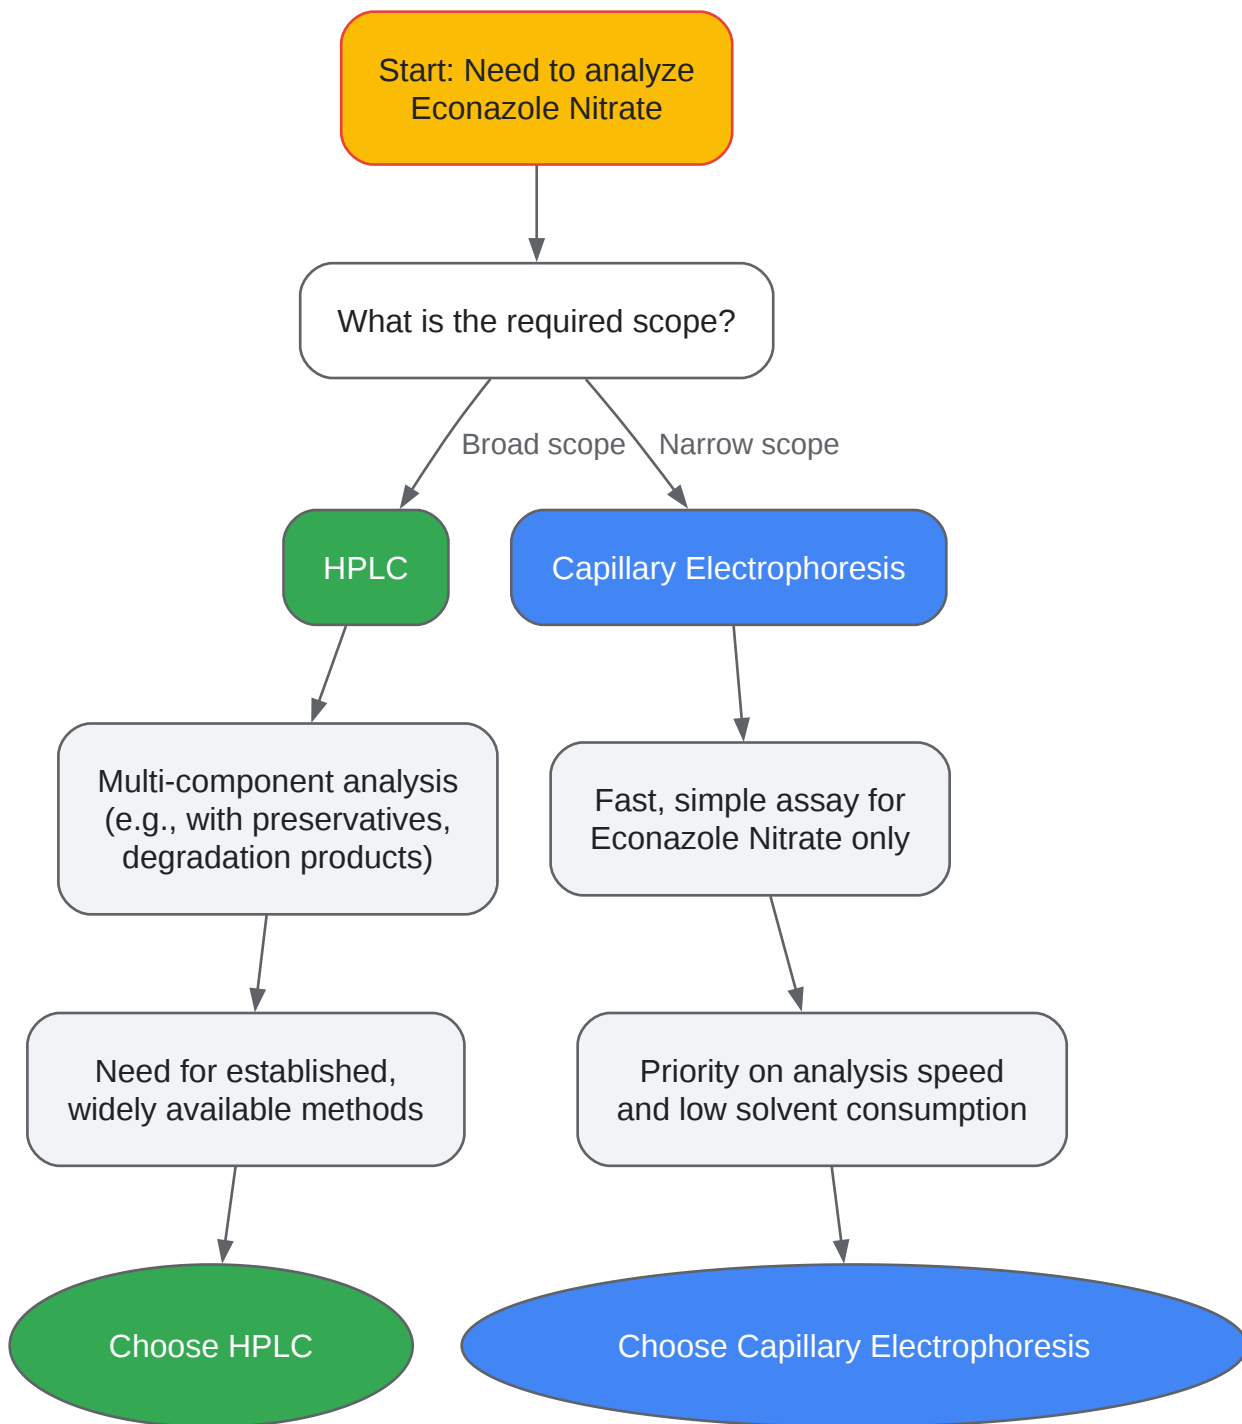 Start: Need to analyze
Econazole Nitrate
What is the required scope?
Broad scope
Narrow scope
HPLC
Capillary Electrophoresis
Multi-component analysis
(e.g., with preservatives,
degradation products)
Fast, simple assay for
Econazole Nitrate only
Need for established,
widely available methods
Priority on analysis speed
and low solvent consumption
Choose HPLC
Choose Capillary Electrophoresis